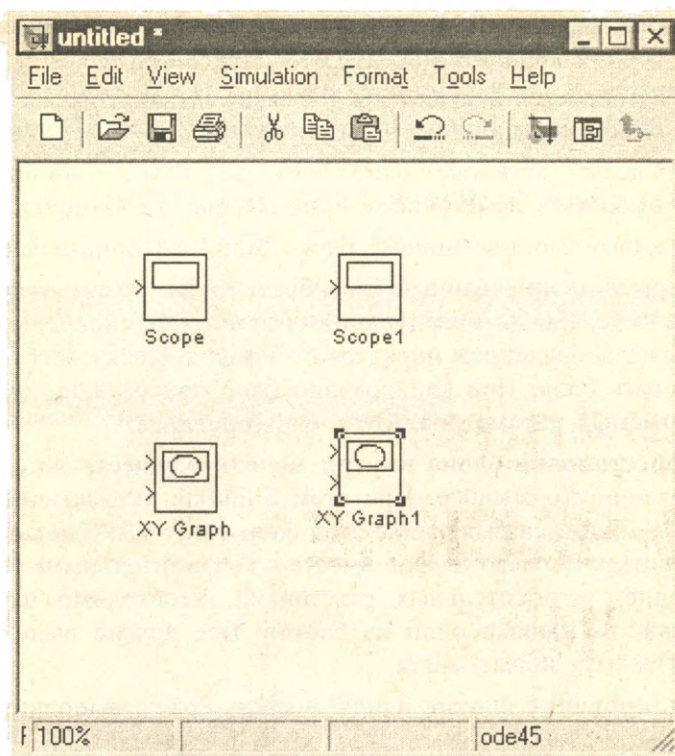 untitled *
File Edit View Simulation Format Tools Help
Scope Scope1
XY Graph XY Graph1
100% ode45